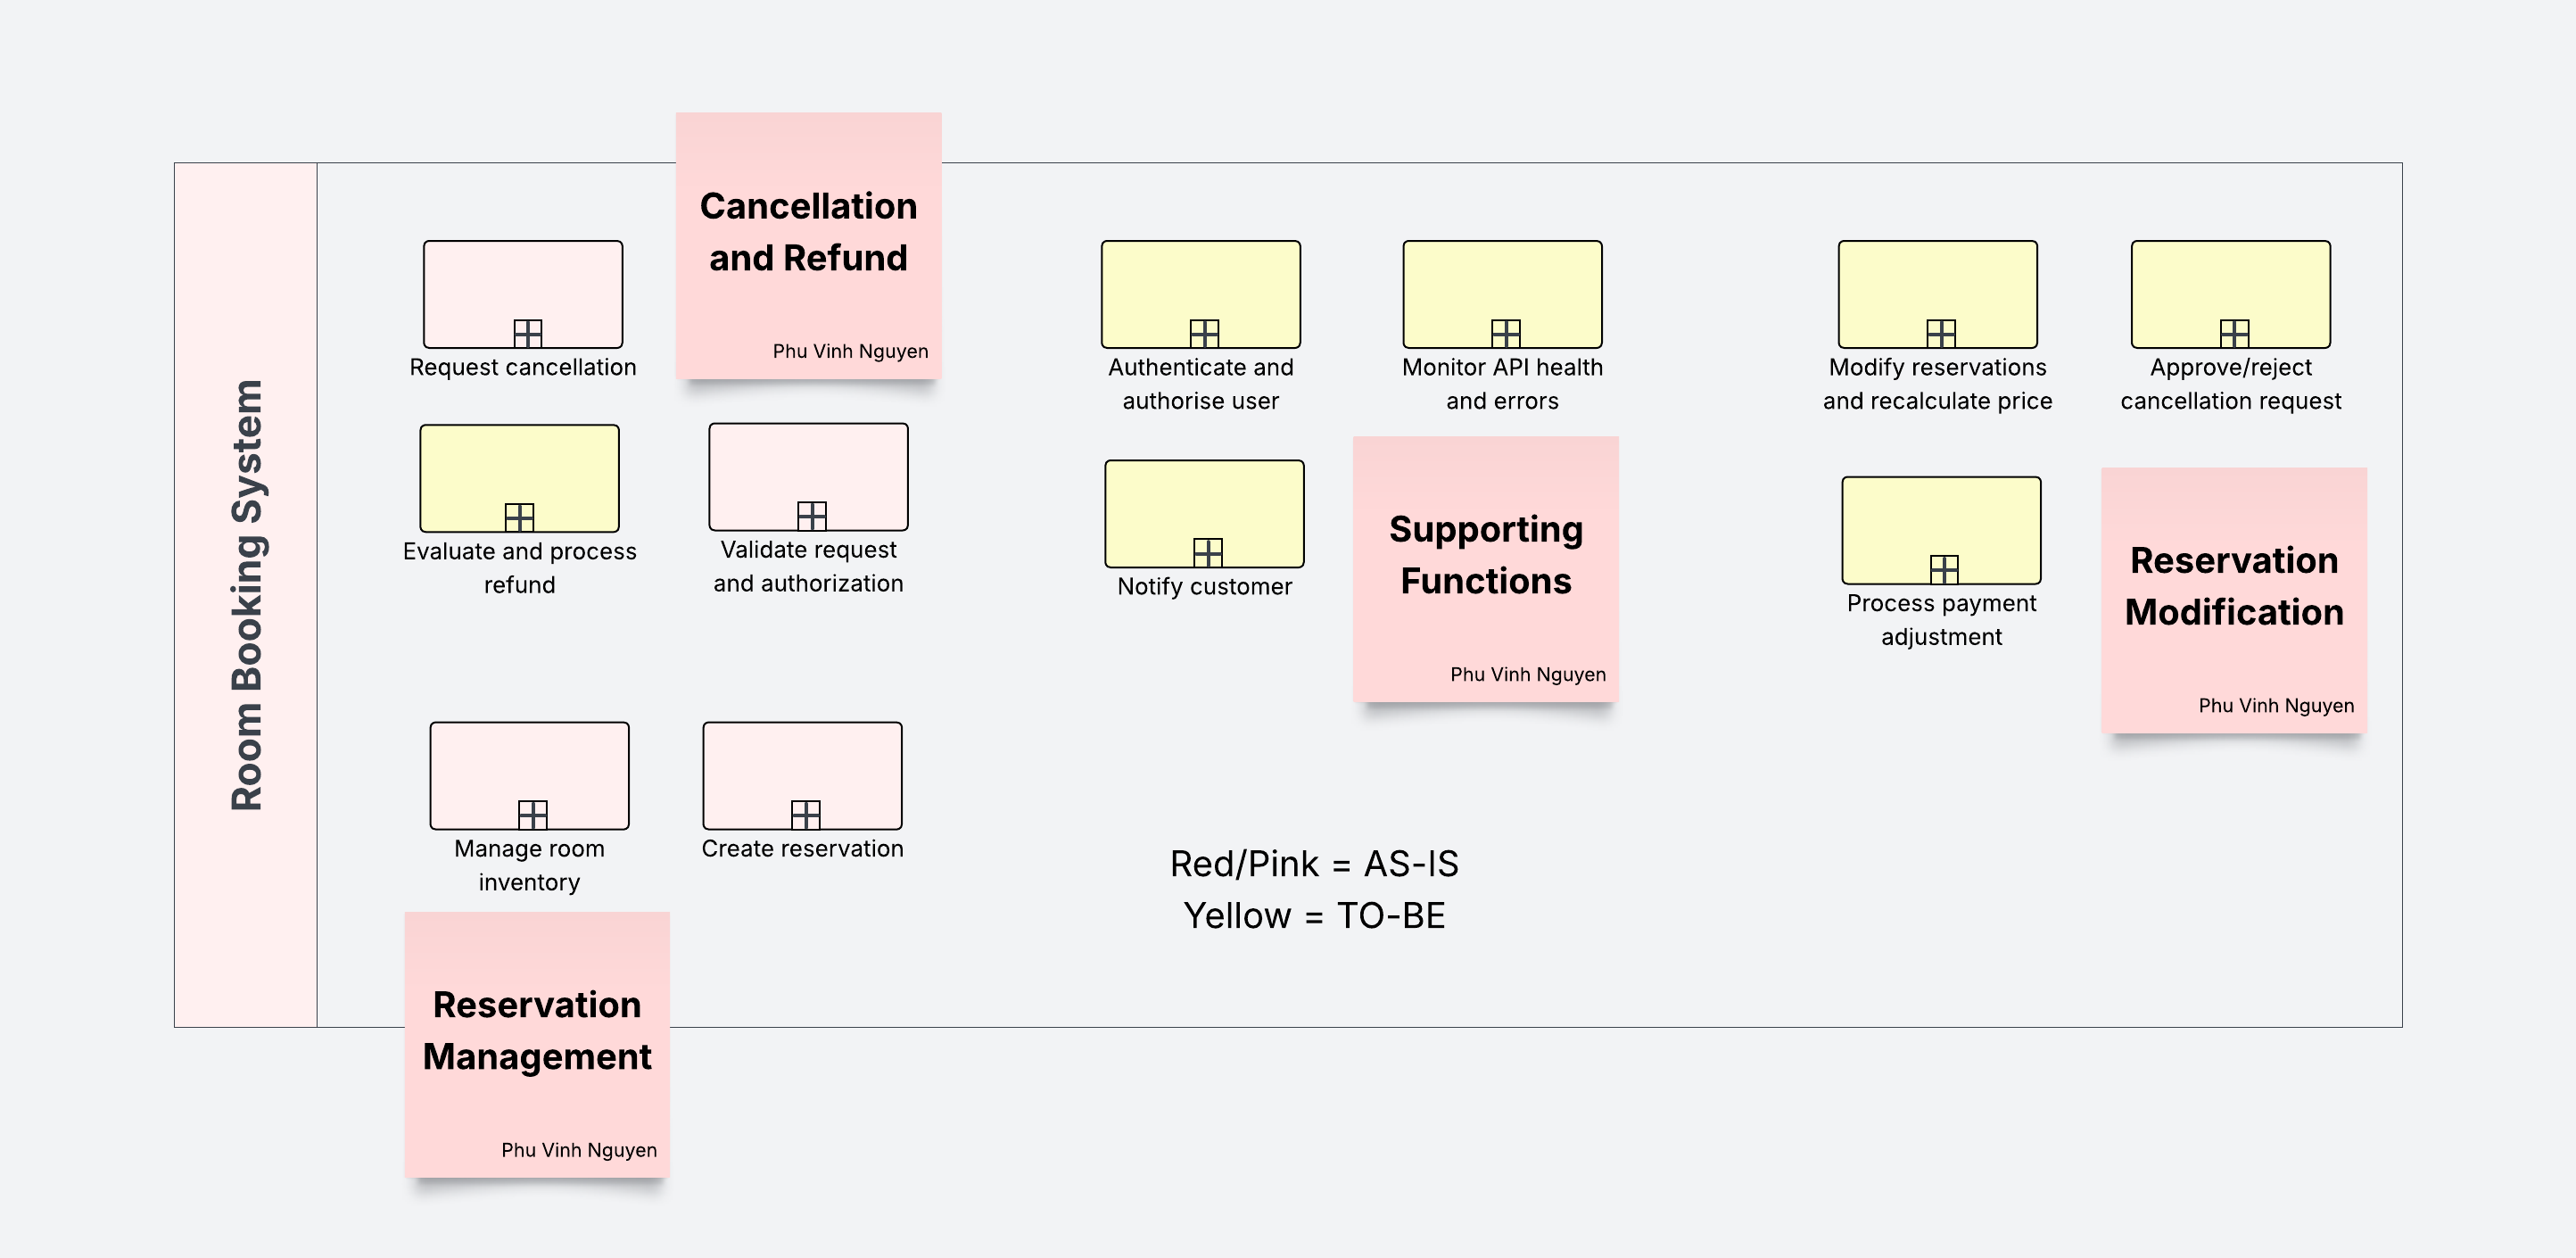 Room Booking System
Cancellation
and Refund
Phu Vinh Nguyen
Request cancellation
Evaluate and process
refund
Validate request
and authorization
Manage room
inventory
Create reservation
Reservation
Management
Phu Vinh Nguyen
Authenticate and
authorise user
Monitor API health
and errors
Notify customer
Supporting
Functions
Phu Vinh Nguyen
Red/Pink = AS-IS
Yellow = TO-BE
Modify reservations
and recalculate price
Approve/reject
cancellation request
Process payment
adjustment
Reservation
Modification
Phu Vinh Nguyen